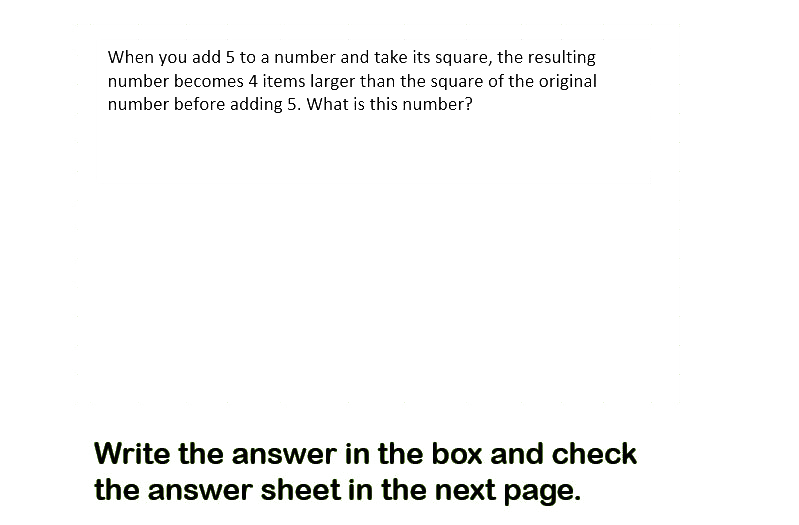 When you add 5 to a number and take its square, the resulting
number becomes 4 items larger than the square of the original
number before adding 5. What is this number?
Write the answer in the box and check
the answer sheet in the next page.